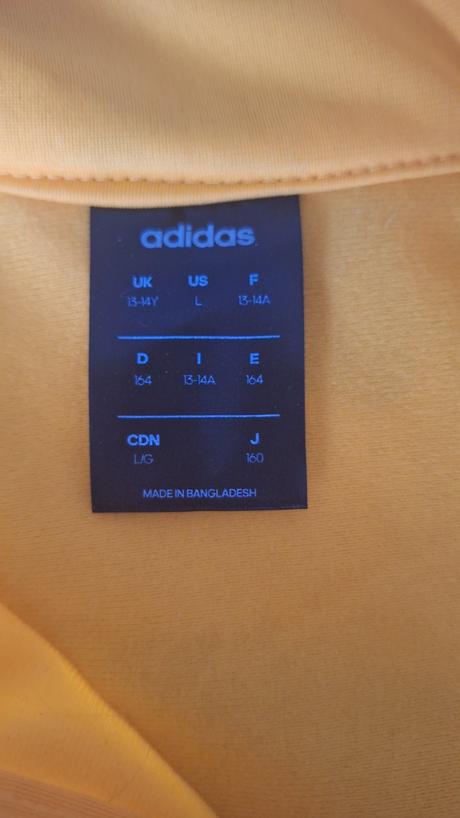 adidas
UK US F
13-14Y L 13-14A
D I E
164 13-14A 164
CDN J
L/G 160
MADE IN BANGLADESH